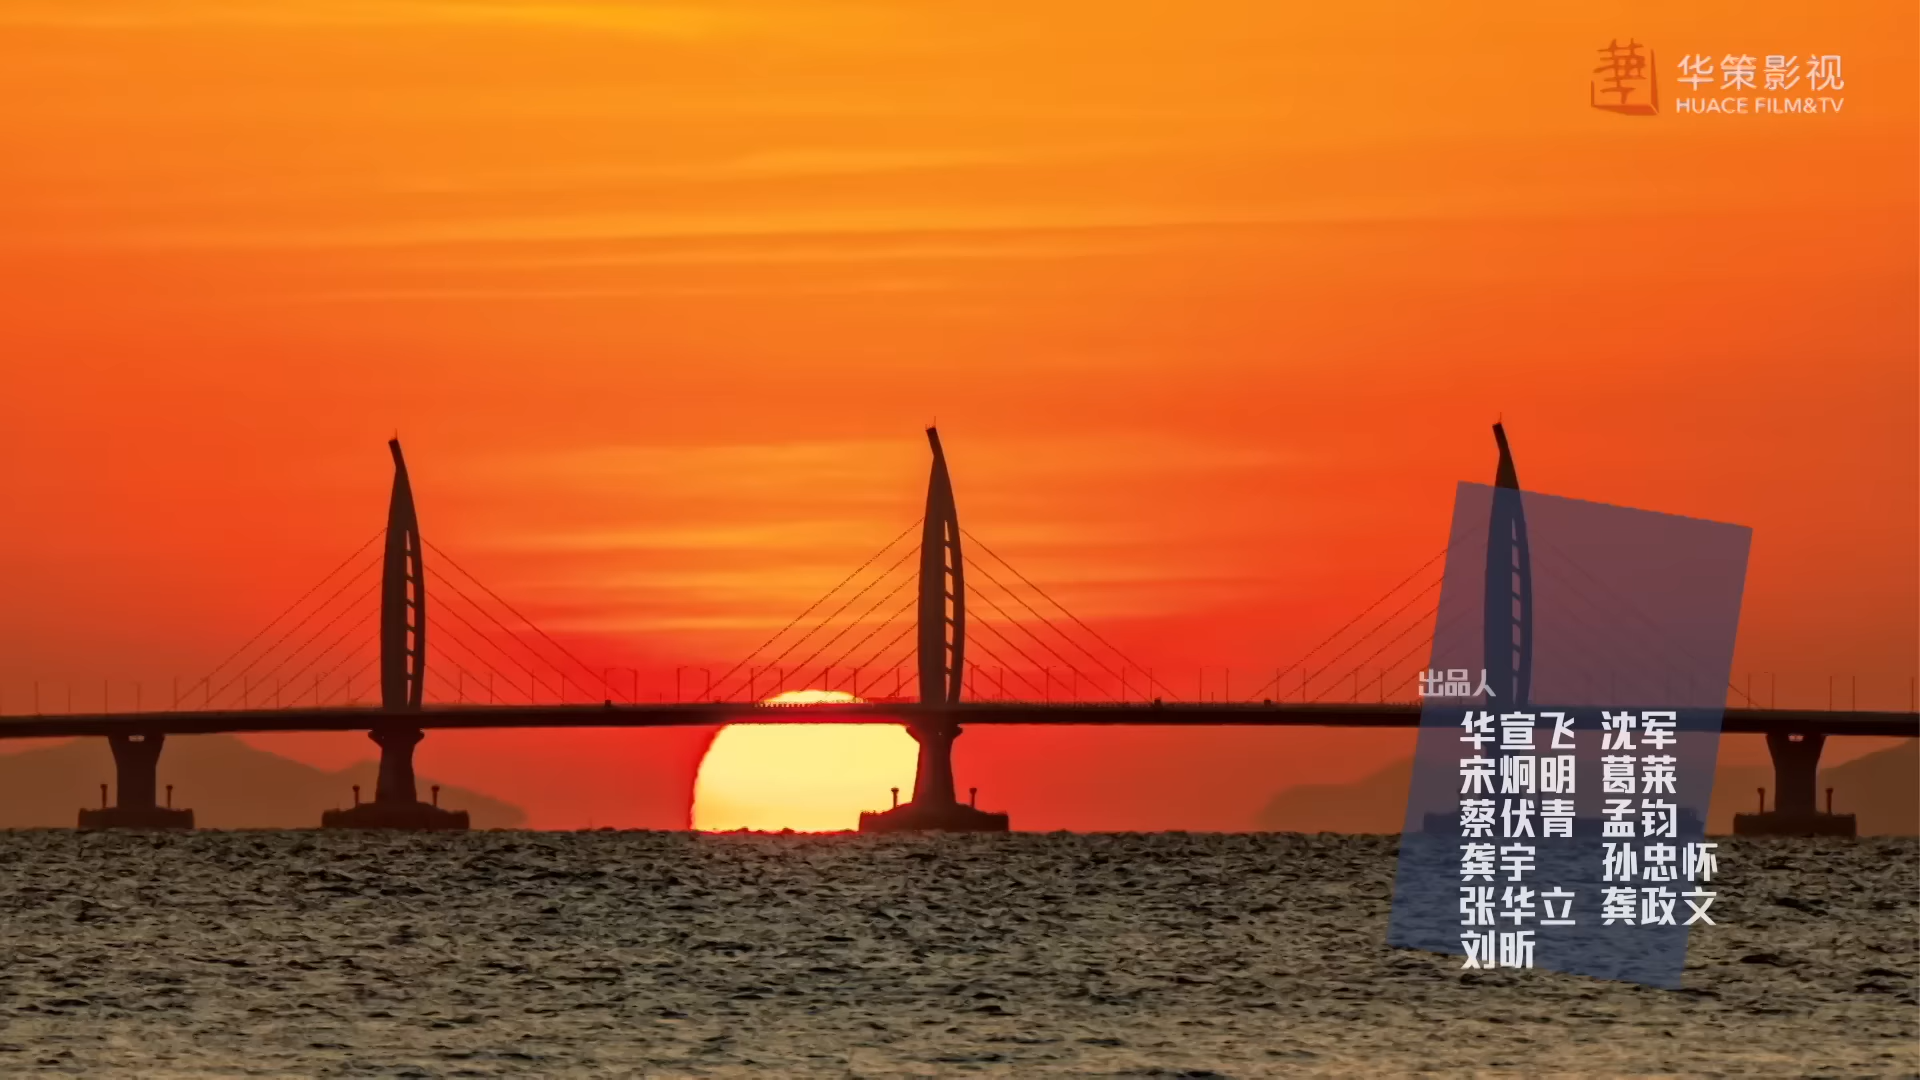 华策影视
HUACE FILM&TV
出品人
华宣飞 沈军
宋炯明 葛莱
蔡伏青 孟钧
龚宇 孙忠怀
张华立 龚政文
刘昕